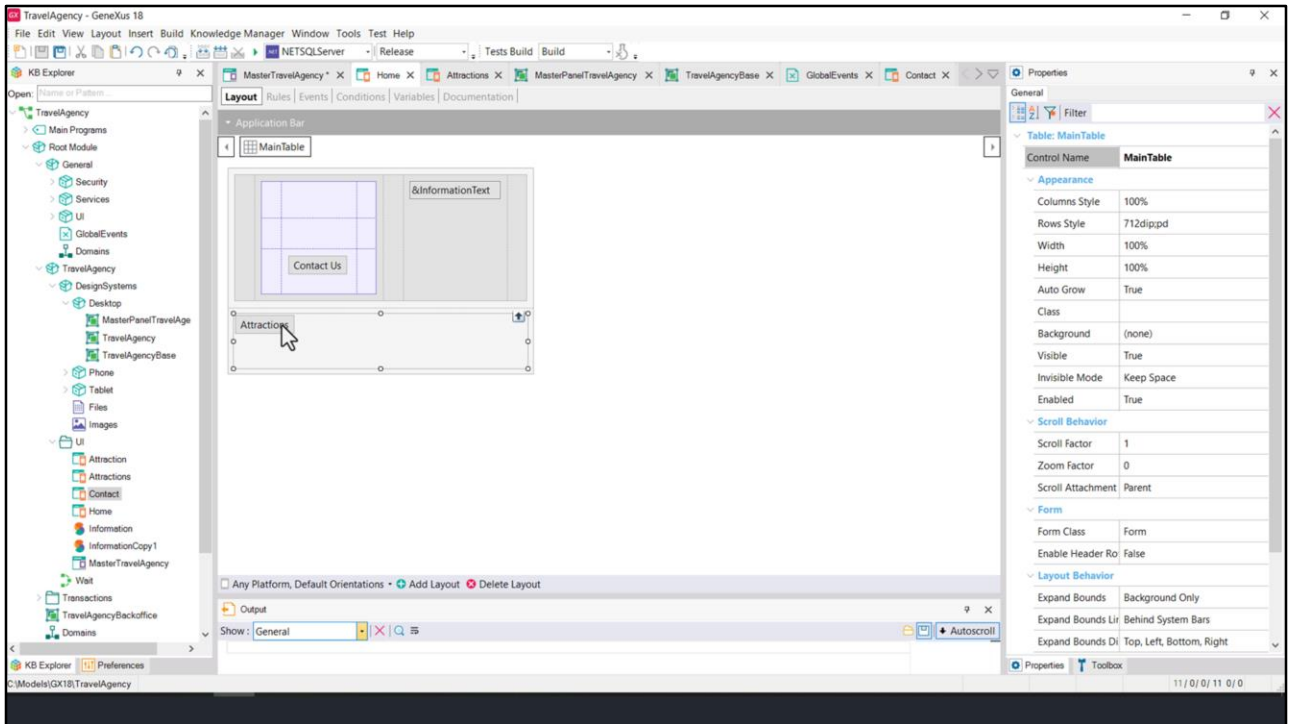 TravelAgency - GeneXus 18
File Edit View Layout Insert Build Knowledge Manager Window Tools Test Help
NETSQLServer Release Tests Build Build
KB Explorer
Open: Name or Pattern...
TravelAgency
Main Programs
Root Module
General
Security
Services
UI
GlobalEvents
Domains
TravelAgency
DesignSystems
Desktop
MasterPanelTravelAge
TravelAgency
TravelAgencyBase
Phone
Tablet
Files
Images
UI
Attraction
Attractions
Contact
Home
Information
InformationCopy1
MasterTravelAgency
Wait
Transactions
TravelAgencyBackoffice
Domains
KB Explorer Preferences
MasterTravelAgency * X Home X Attractions X MasterPanelTravelAgency X TravelAgencyBase X GlobalEvents X Contact X
Layout Rules Events Conditions Variables Documentation
Application Bar
MainTable
&InformationText
Contact Us
Attractions
Any Platform, Default Orientations Add Layout Delete Layout
Output
Show: General
Autoscroll
Properties
General
Filter
Table: MainTable
Control Name MainTable
Appearance
Columns Style 100%
Rows Style 712dip;pd
Width 100%
Height 100%
Auto Grow True
Class
Background (none)
Visible True
Invisible Mode Keep Space
Enabled True
Scroll Behavior
Scroll Factor 1
Zoom Factor 0
Scroll Attachment Parent
Form
Form Class Form
Enable Header Ro False
Layout Behavior
Expand Bounds Background Only
Expand Bounds Lir Behind System Bars
Expand Bounds Di Top, Left, Bottom, Right
Properties Toolbox
C:\Models\GX18\TravelAgency
11/0/0/11 0/0